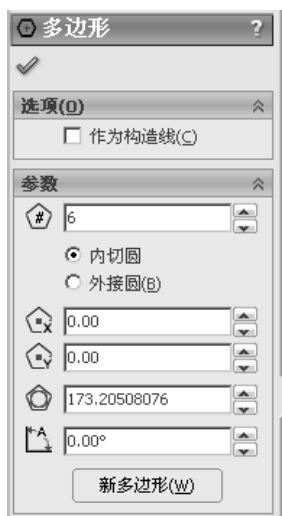 多边形 ?
选项(O)
作为构造线(C)
参数
# 6
内切圆
外接圆(B)
x 0.00
Y 0.00
173.20508076
A 0.00°
新多边形(W)